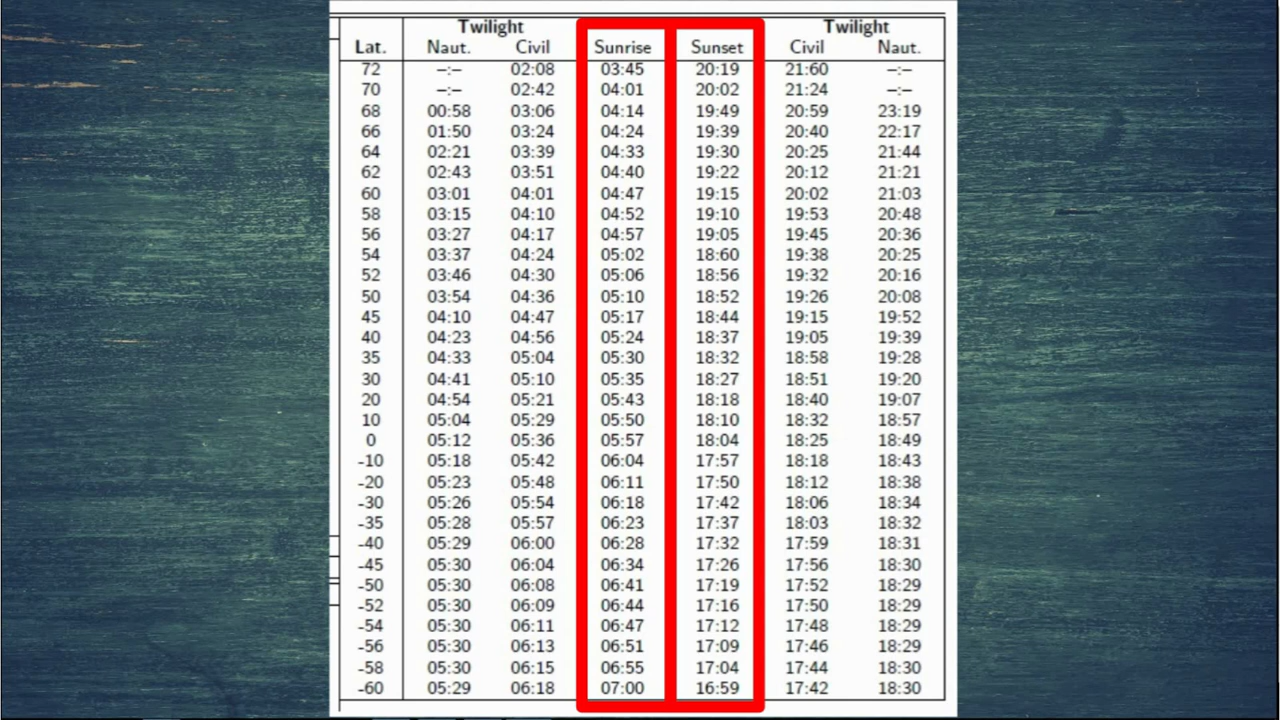 Twilight Twilight
Lat. Naut. Civil Sunrise Sunset Civil Naut.
72 –:– 02:08 03:45 20:19 21:60 –:–
70 –:– 02:42 04:01 20:02 21:24 –:–
68 00:58 03:06 04:14 19:49 20:59 23:19
66 01:50 03:24 04:24 19:39 20:40 22:17
64 02:21 03:39 04:33 19:30 20:25 21:44
62 02:43 03:51 04:40 19:22 20:12 21:21
60 03:01 04:01 04:47 19:15 20:02 21:03
58 03:15 04:10 04:52 19:10 19:53 20:48
56 03:27 04:17 04:57 19:05 19:45 20:36
54 03:37 04:24 05:02 18:60 19:38 20:25
52 03:46 04:30 05:06 18:56 19:32 20:16
50 03:54 04:36 05:10 18:52 19:26 20:08
45 04:10 04:47 05:17 18:44 19:15 19:52
40 04:23 04:56 05:24 18:37 19:05 19:39
35 04:33 05:04 05:30 18:32 18:58 19:28
30 04:41 05:10 05:35 18:27 18:51 19:20
20 04:54 05:21 05:43 18:18 18:40 19:07
10 05:04 05:29 05:50 18:10 18:32 18:57
0 05:12 05:36 05:57 18:04 18:25 18:49
-10 05:18 05:42 06:04 17:57 18:18 18:43
-20 05:23 05:48 06:11 17:50 18:12 18:38
-30 05:26 05:54 06:18 17:42 18:06 18:34
-35 05:28 05:57 06:23 17:37 18:03 18:32
-40 05:29 06:00 06:28 17:32 17:59 18:31
-45 05:30 06:04 06:34 17:26 17:56 18:30
-50 05:30 06:08 06:41 17:19 17:52 18:29
-52 05:30 06:09 06:44 17:16 17:50 18:29
-54 05:30 06:11 06:47 17:12 17:48 18:29
-56 05:30 06:13 06:51 17:09 17:46 18:29
-58 05:30 06:15 06:55 17:04 17:44 18:30
-60 05:29 06:18 07:00 16:59 17:42 18:30